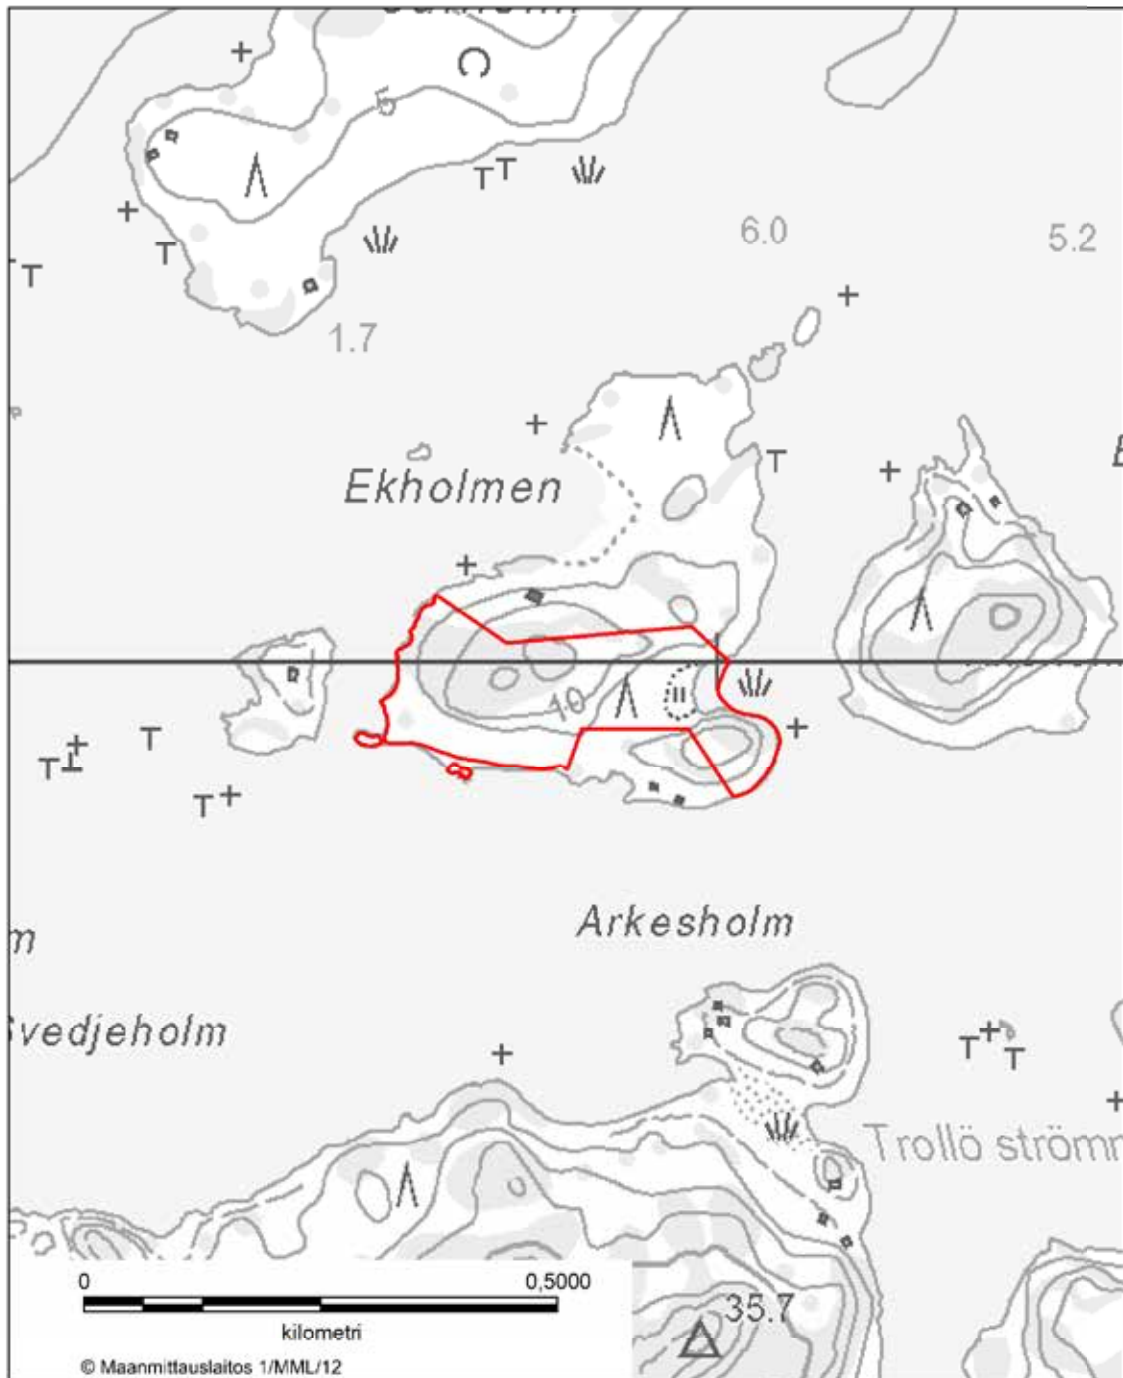 5
6.0
5.2
1.7
Ekholmen
10
Arkesholm
m
vedjeholm
Trollö ström
35.7
0 0,5000
kilometri
© Maanmittauslaitos 1/MML/12